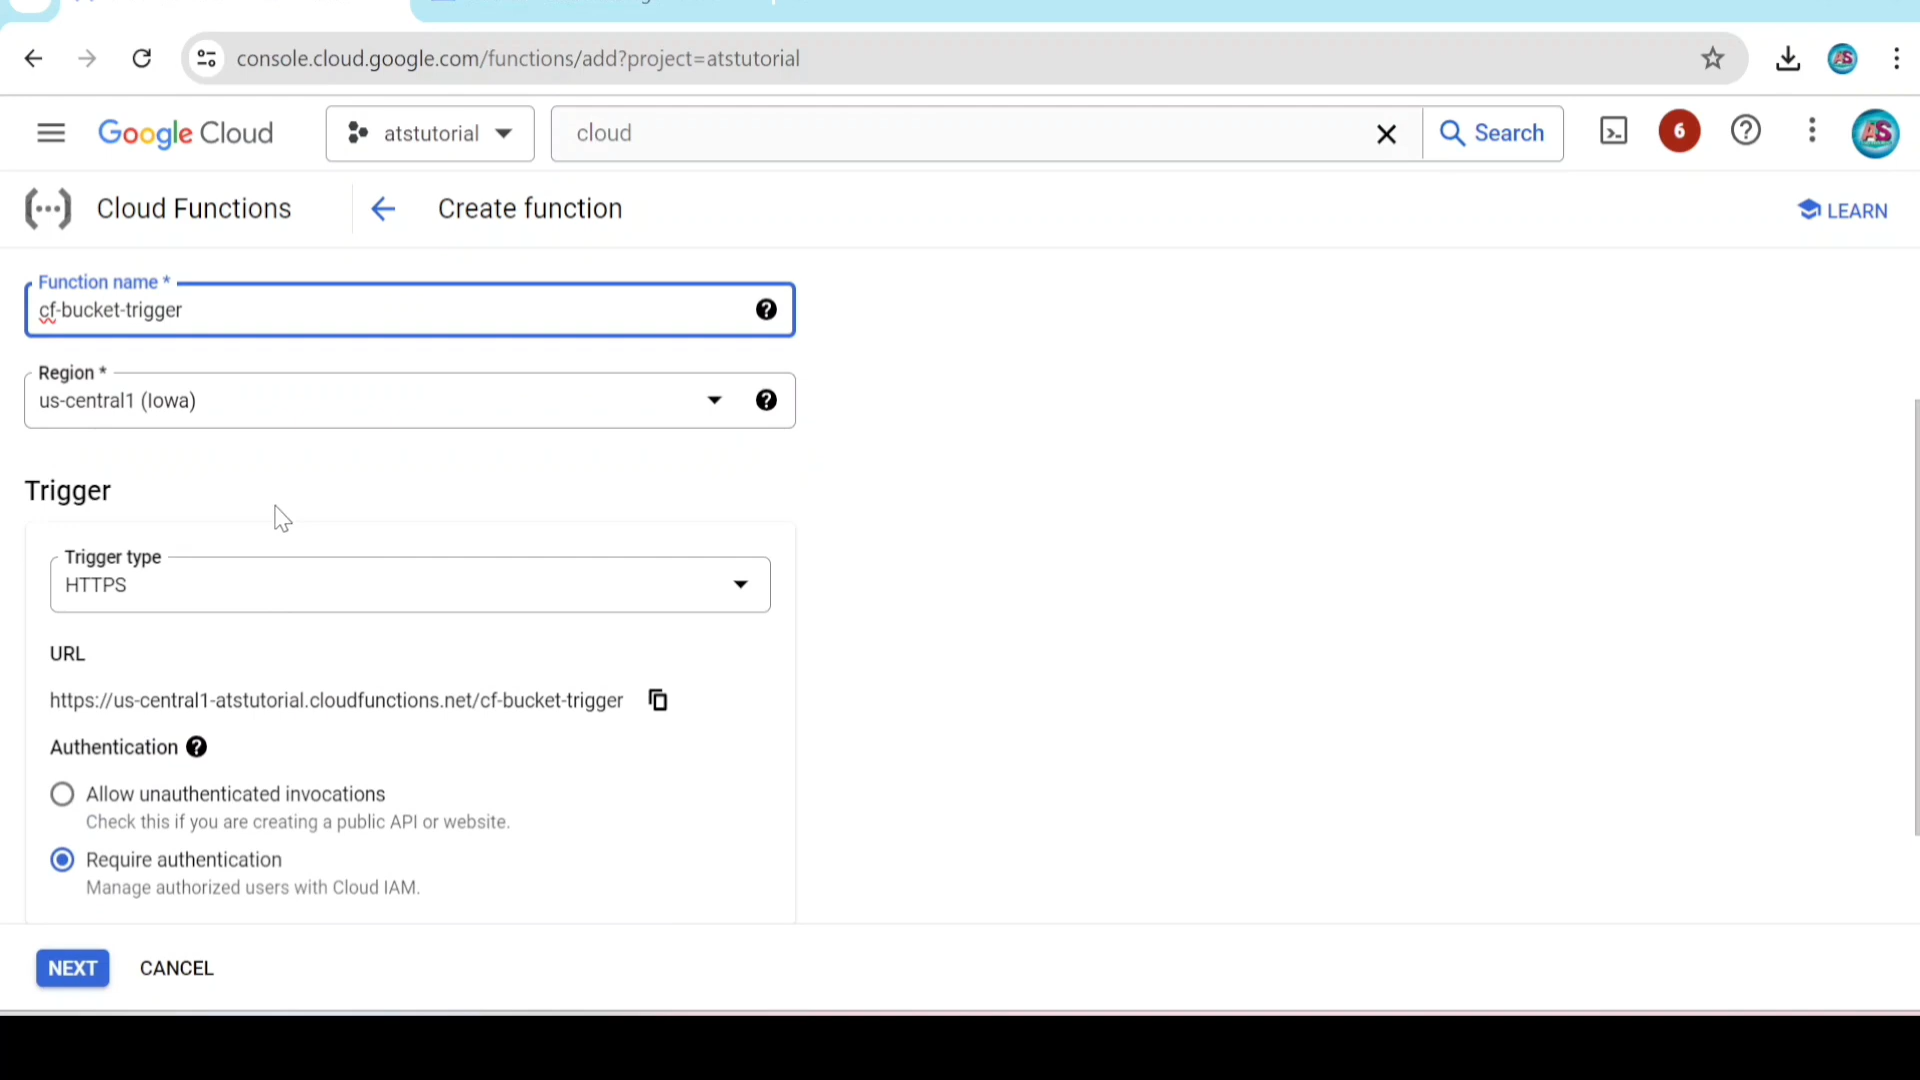 console.cloud.google.com/functions/add?project=atstutorial
Google Cloud
atstutorial
cloud
Search
6
AS
Cloud Functions
Create function
LEARN
Function name *
cf-bucket-trigger
Region *
us-central1 (Iowa)
Trigger
Trigger type
HTTPS
URL
https://us-central1-atstutorial.cloudfunctions.net/cf-bucket-trigger
Authentication
Allow unauthenticated invocations
Check this if you are creating a public API or website.
Require authentication
Manage authorized users with Cloud IAM.
NEXT
CANCEL